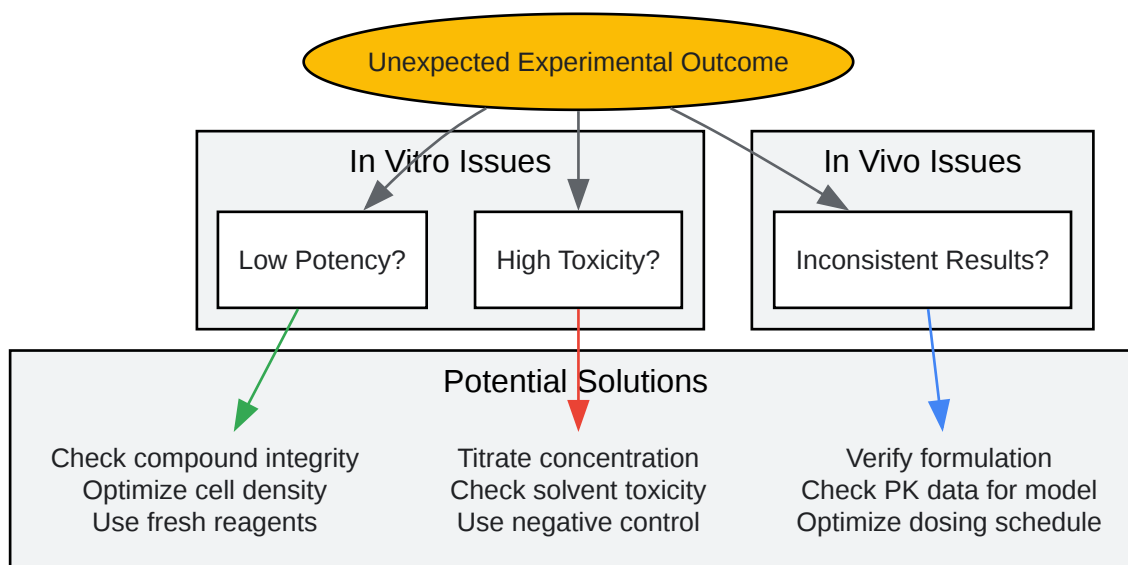 Unexpected Experimental Outcome
In Vitro Issues
In Vivo Issues
Low Potency?
High Toxicity?
Inconsistent Results?
Potential Solutions
Check compound integrity
Optimize cell density
Use fresh reagents
Titrate concentration
Check solvent toxicity
Use negative control
Verify formulation
Check PK data for model
Optimize dosing schedule